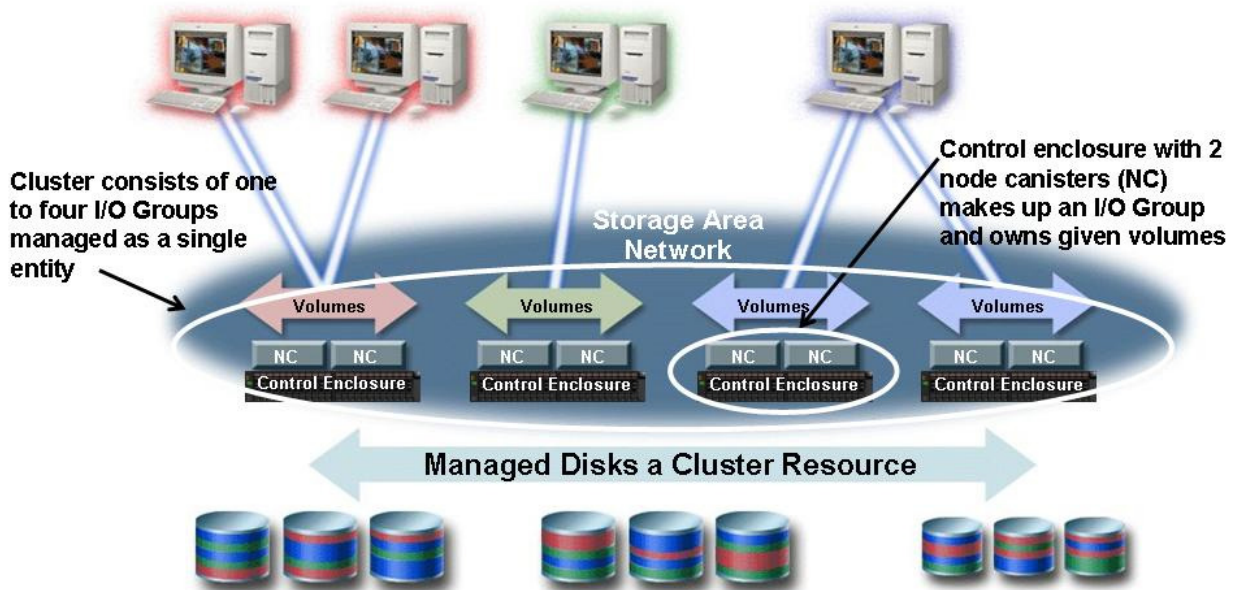 Cluster consists of one
to four I/O Groups
managed as a single
entity
Control enclosure with 2
node canisters (NC)
makes up an I/O Group
and owns given volumes
Storage Area
Network
Volumes
Volumes
Volumes
Volumes
NC NC
NC NC
NC NC
NC NC
Control Enclosure
Control Enclosure
Control Enclosure
Control Enclosure
Managed Disks a Cluster Resource